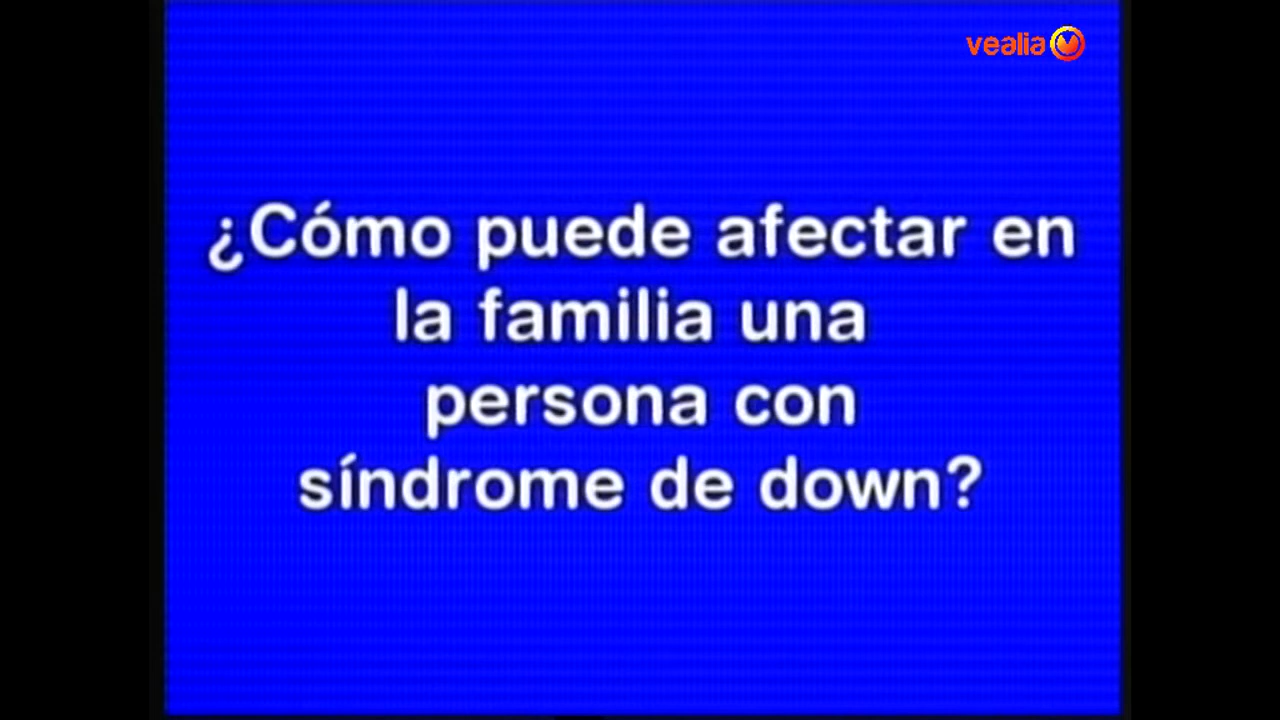 vealia
¿Cómo puede afectar en
la familia una
persona con
síndrome de down?